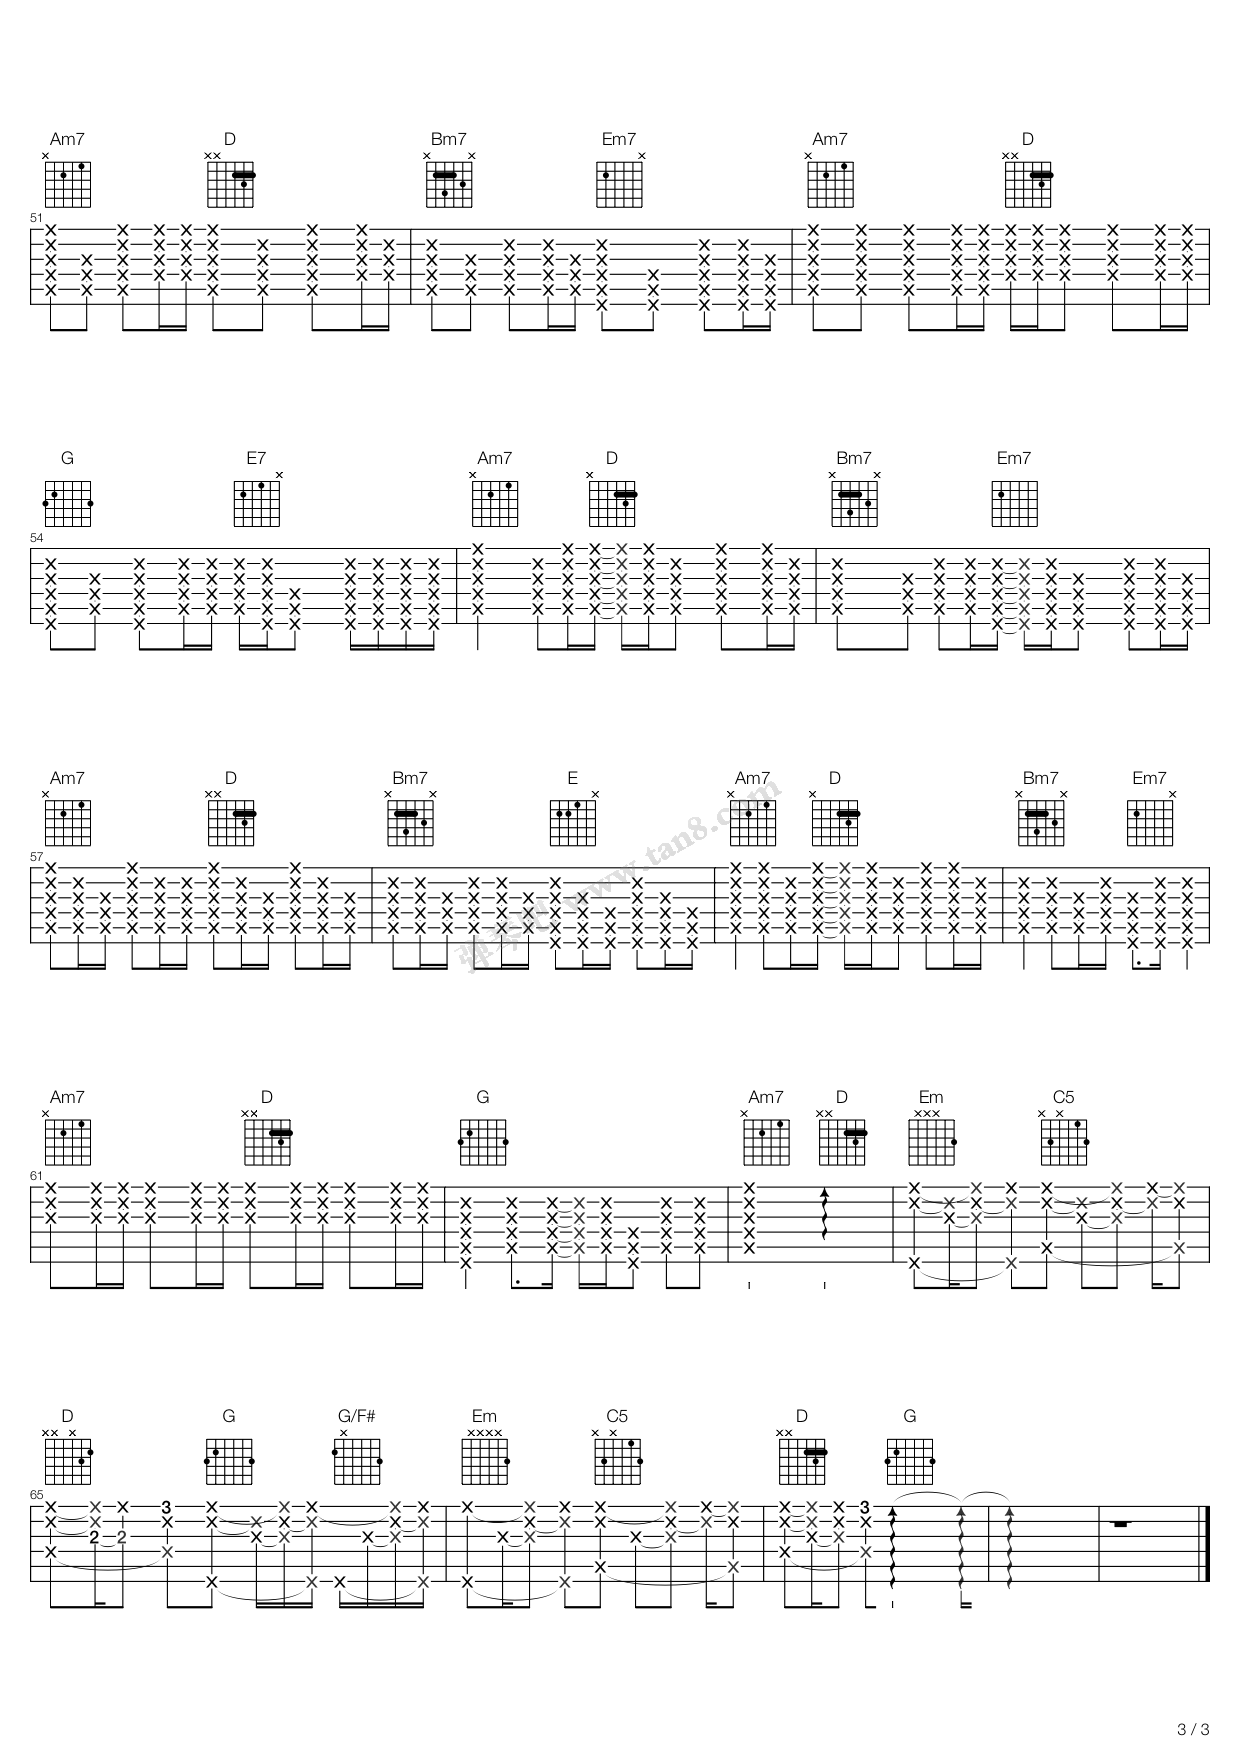 Am7 D Bm7 Em7 Am7 D
51
G E7 Am7 D Bm7 Em7
54
Am7 D Bm7 E Am7 D Bm7 Em7
57
弹琴吧 www.tan8.com
Am7 D G Am7 D Em C5
61
D G G/F# Em C5 D G
65
3 3
2 2
3 / 3